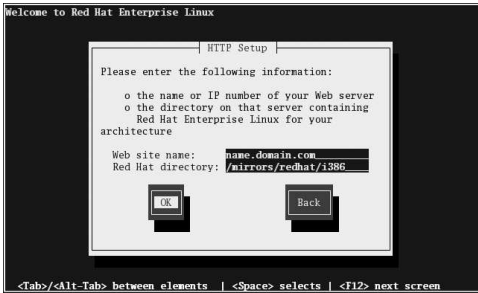 Welcome to Red Hat Enterprise Linux
HTTP Setup
Please enter the following information:
o the name or IP number of your Web server
o the directory on that server containing
Red Hat Enterprise Linux for your
architecture
Web site name: name.domain.com
Red Hat directory: /mirrors/redhat/i386
OK Back
<Tab>/<Alt-Tab> between elements | <Space> selects | <F12> next screen